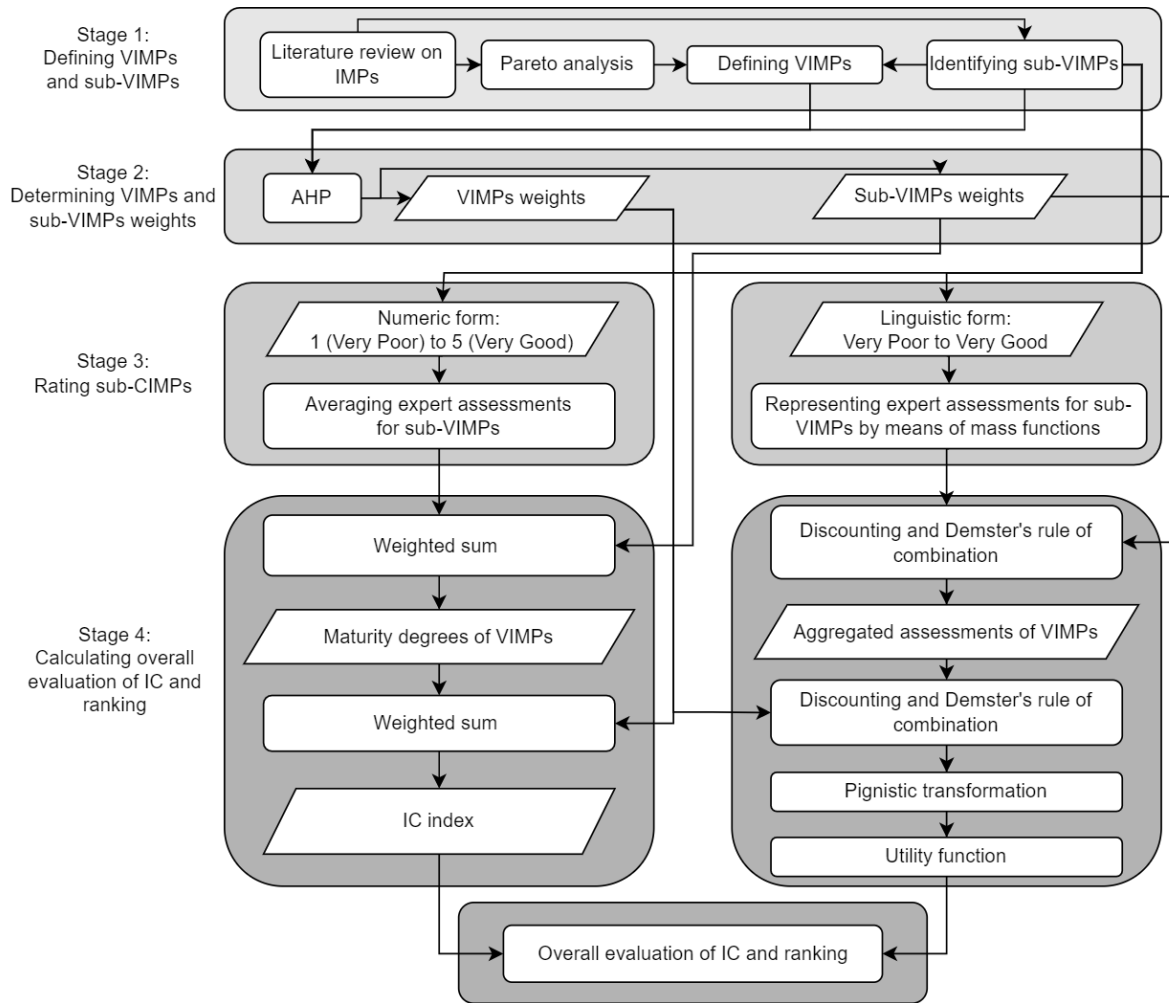 Stage 1:
Defining VIMPs
and sub-VIMPs
Literature review on
IMPs
Pareto analysis
Defining VIMPs
Identifying sub-VIMPs
Stage 2:
Determining VIMPs and
sub-VIMPs weights
AHP
VIMPs weights
Sub-VIMPs weights
Stage 3:
Rating sub-CIMPs
Numeric form:
1 (Very Poor) to 5 (Very Good)
Averaging expert assessments
for sub-VIMPs
Linguistic form:
Very Poor to Very Good
Representing expert assessments for sub-
VIMPs by means of mass functions
Stage 4:
Calculating overall
evaluation of IC and
ranking
Weighted sum
Maturity degrees of VIMPs
Weighted sum
IC index
Discounting and Demster's rule of
combination
Aggregated assessments of VIMPs
Discounting and Demster's rule of
combination
Pignistic transformation
Utility function
Overall evaluation of IC and ranking